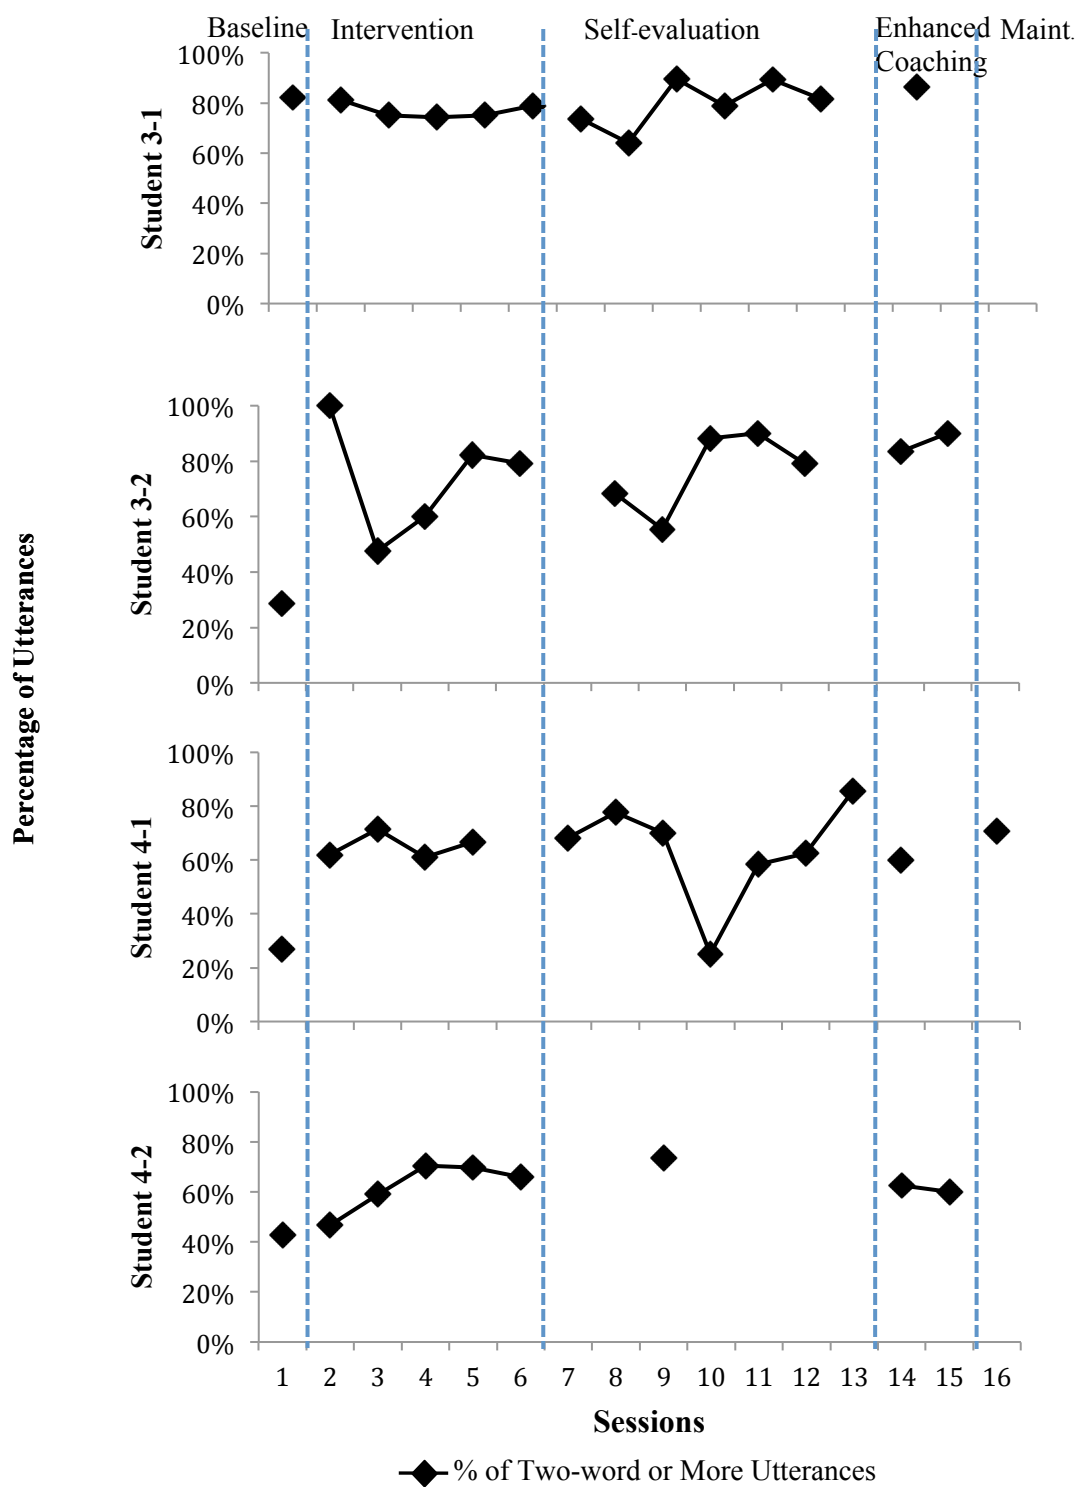 Baseline Intervention Self-evaluation Enhanced Maint.
Coaching
Percentage of Utterances
Student 3-1
100%
80%
60%
40%
20%
0%
Student 3-2
100%
80%
60%
40%
20%
0%
Student 4-1
100%
80%
60%
40%
20%
0%
Student 4-2
100%
80%
60%
40%
20%
0%
1 2 3 4 5 6 7 8 9 10 11 12 13 14 15 16
Sessions
% of Two-word or More Utterances